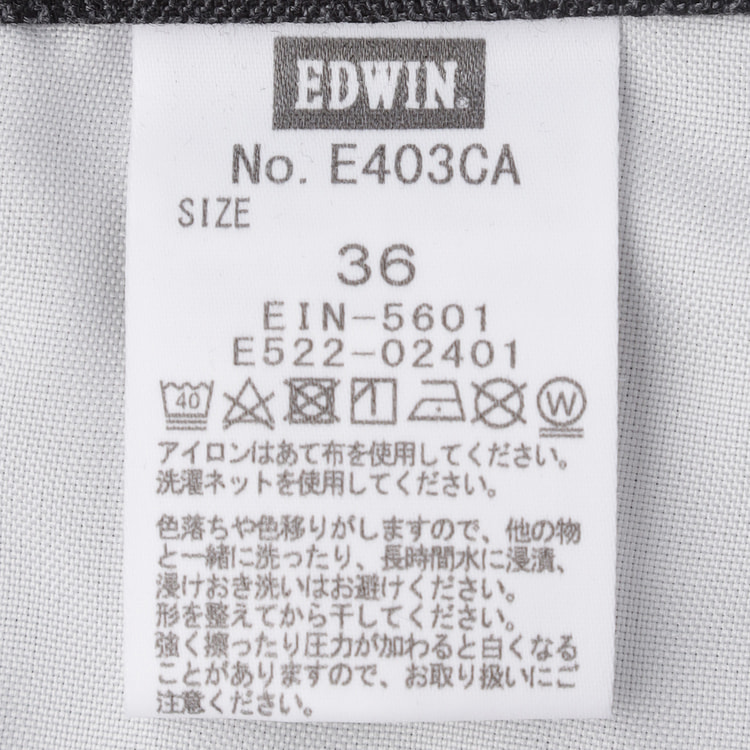 EDWIN®
No. E403CA
SIZE
36
EIN-5601
E522-02401
40 W
アイロンはあて布を使用してください。
洗濯ネットを使用してください。
色落ちや色移りがしますので、他の物
と一緒に洗ったり、長時間水に浸漬、
浸けおき洗いはお避けください。
形を整えてから干してください。
強く擦ったり圧力が加わると白くなる
ことがありますので、お取り扱いにご
注意ください。